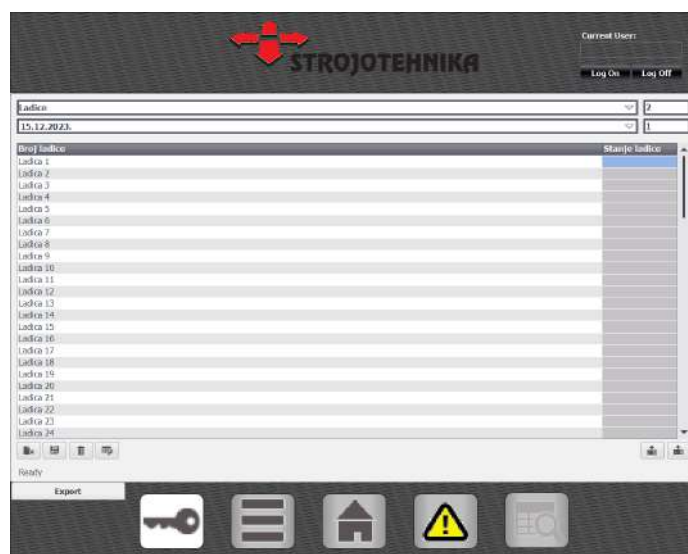 STROJOTEHNIKA
Current User:
Log On Log Off
Ladice 2
15.12.2023. 1
Broj ladice Stanje ladice
Ladica 1
Ladica 2
Ladica 3
Ladica 4
Ladica 5
Ladica 6
Ladica 7
Ladica 8
Ladica 9
Ladica 10
Ladica 11
Ladica 12
Ladica 13
Ladica 14
Ladica 15
Ladica 16
Ladica 17
Ladica 18
Ladica 19
Ladica 20
Ladica 21
Ladica 22
Ladica 23
Ladica 24
Ready
Export